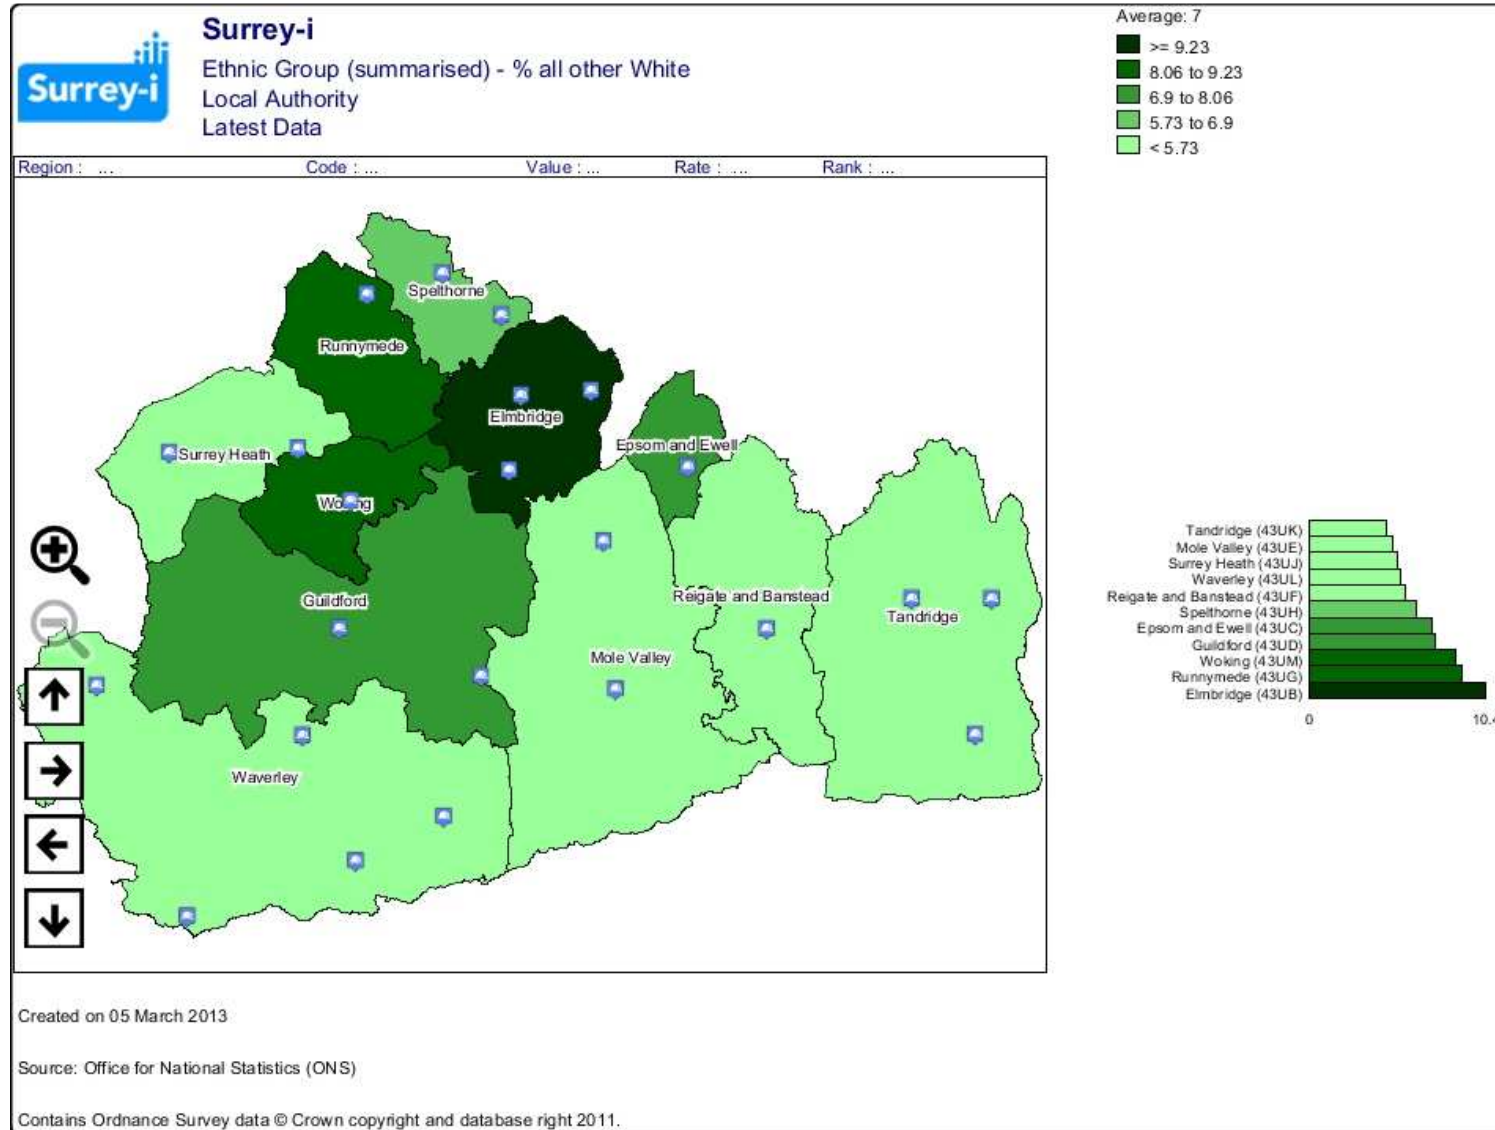 Surrey-i
Surrey-i
Ethnic Group (summarised) - % all other White
Local Authority
Latest Data
Average: 7
>= 9.23
8.06 to 9.23
6.9 to 8.06
5.73 to 6.9
< 5.73
Region : ... Code : ... Value : ... Rate : ... Rank : ...
Spelthorne
Runnymede
Elmbridge
Epsom and Ewell
Surrey Heath
Woking
Guildford
Reigate and Banstead
Tandridge
Mole Valley
Waverley
Tandridge (43UK)
Mole Valley (43UE)
Surrey Heath (43UJ)
Waverley (43UL)
Reigate and Banstead (43UF)
Spelthorne (43UH)
Epsom and Ewell (43UC)
Guildford (43UD)
Woking (43UM)
Runnymede (43UG)
Elmbridge (43UB)
0 10.4
Created on 05 March 2013
Source: Office for National Statistics (ONS)
Contains Ordnance Survey data © Crown copyright and database right 2011.